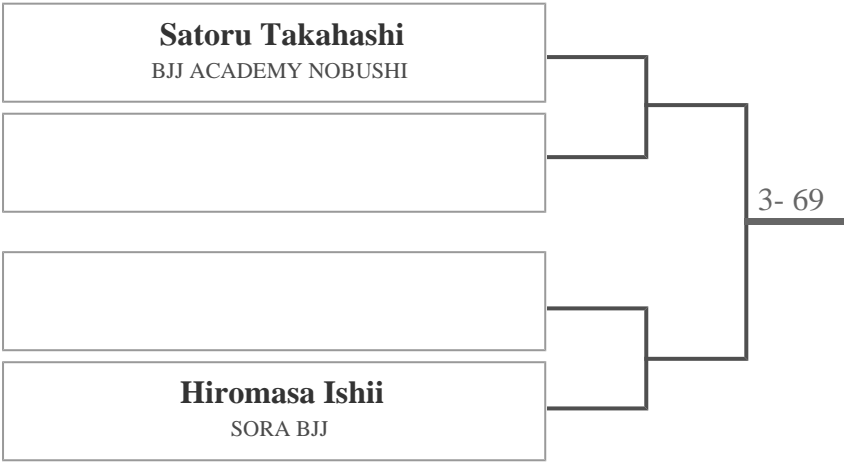 Satoru Takahashi
BJJ ACADEMY NOBUSHI
3- 69
Hiromasa Ishii
SORA BJJ